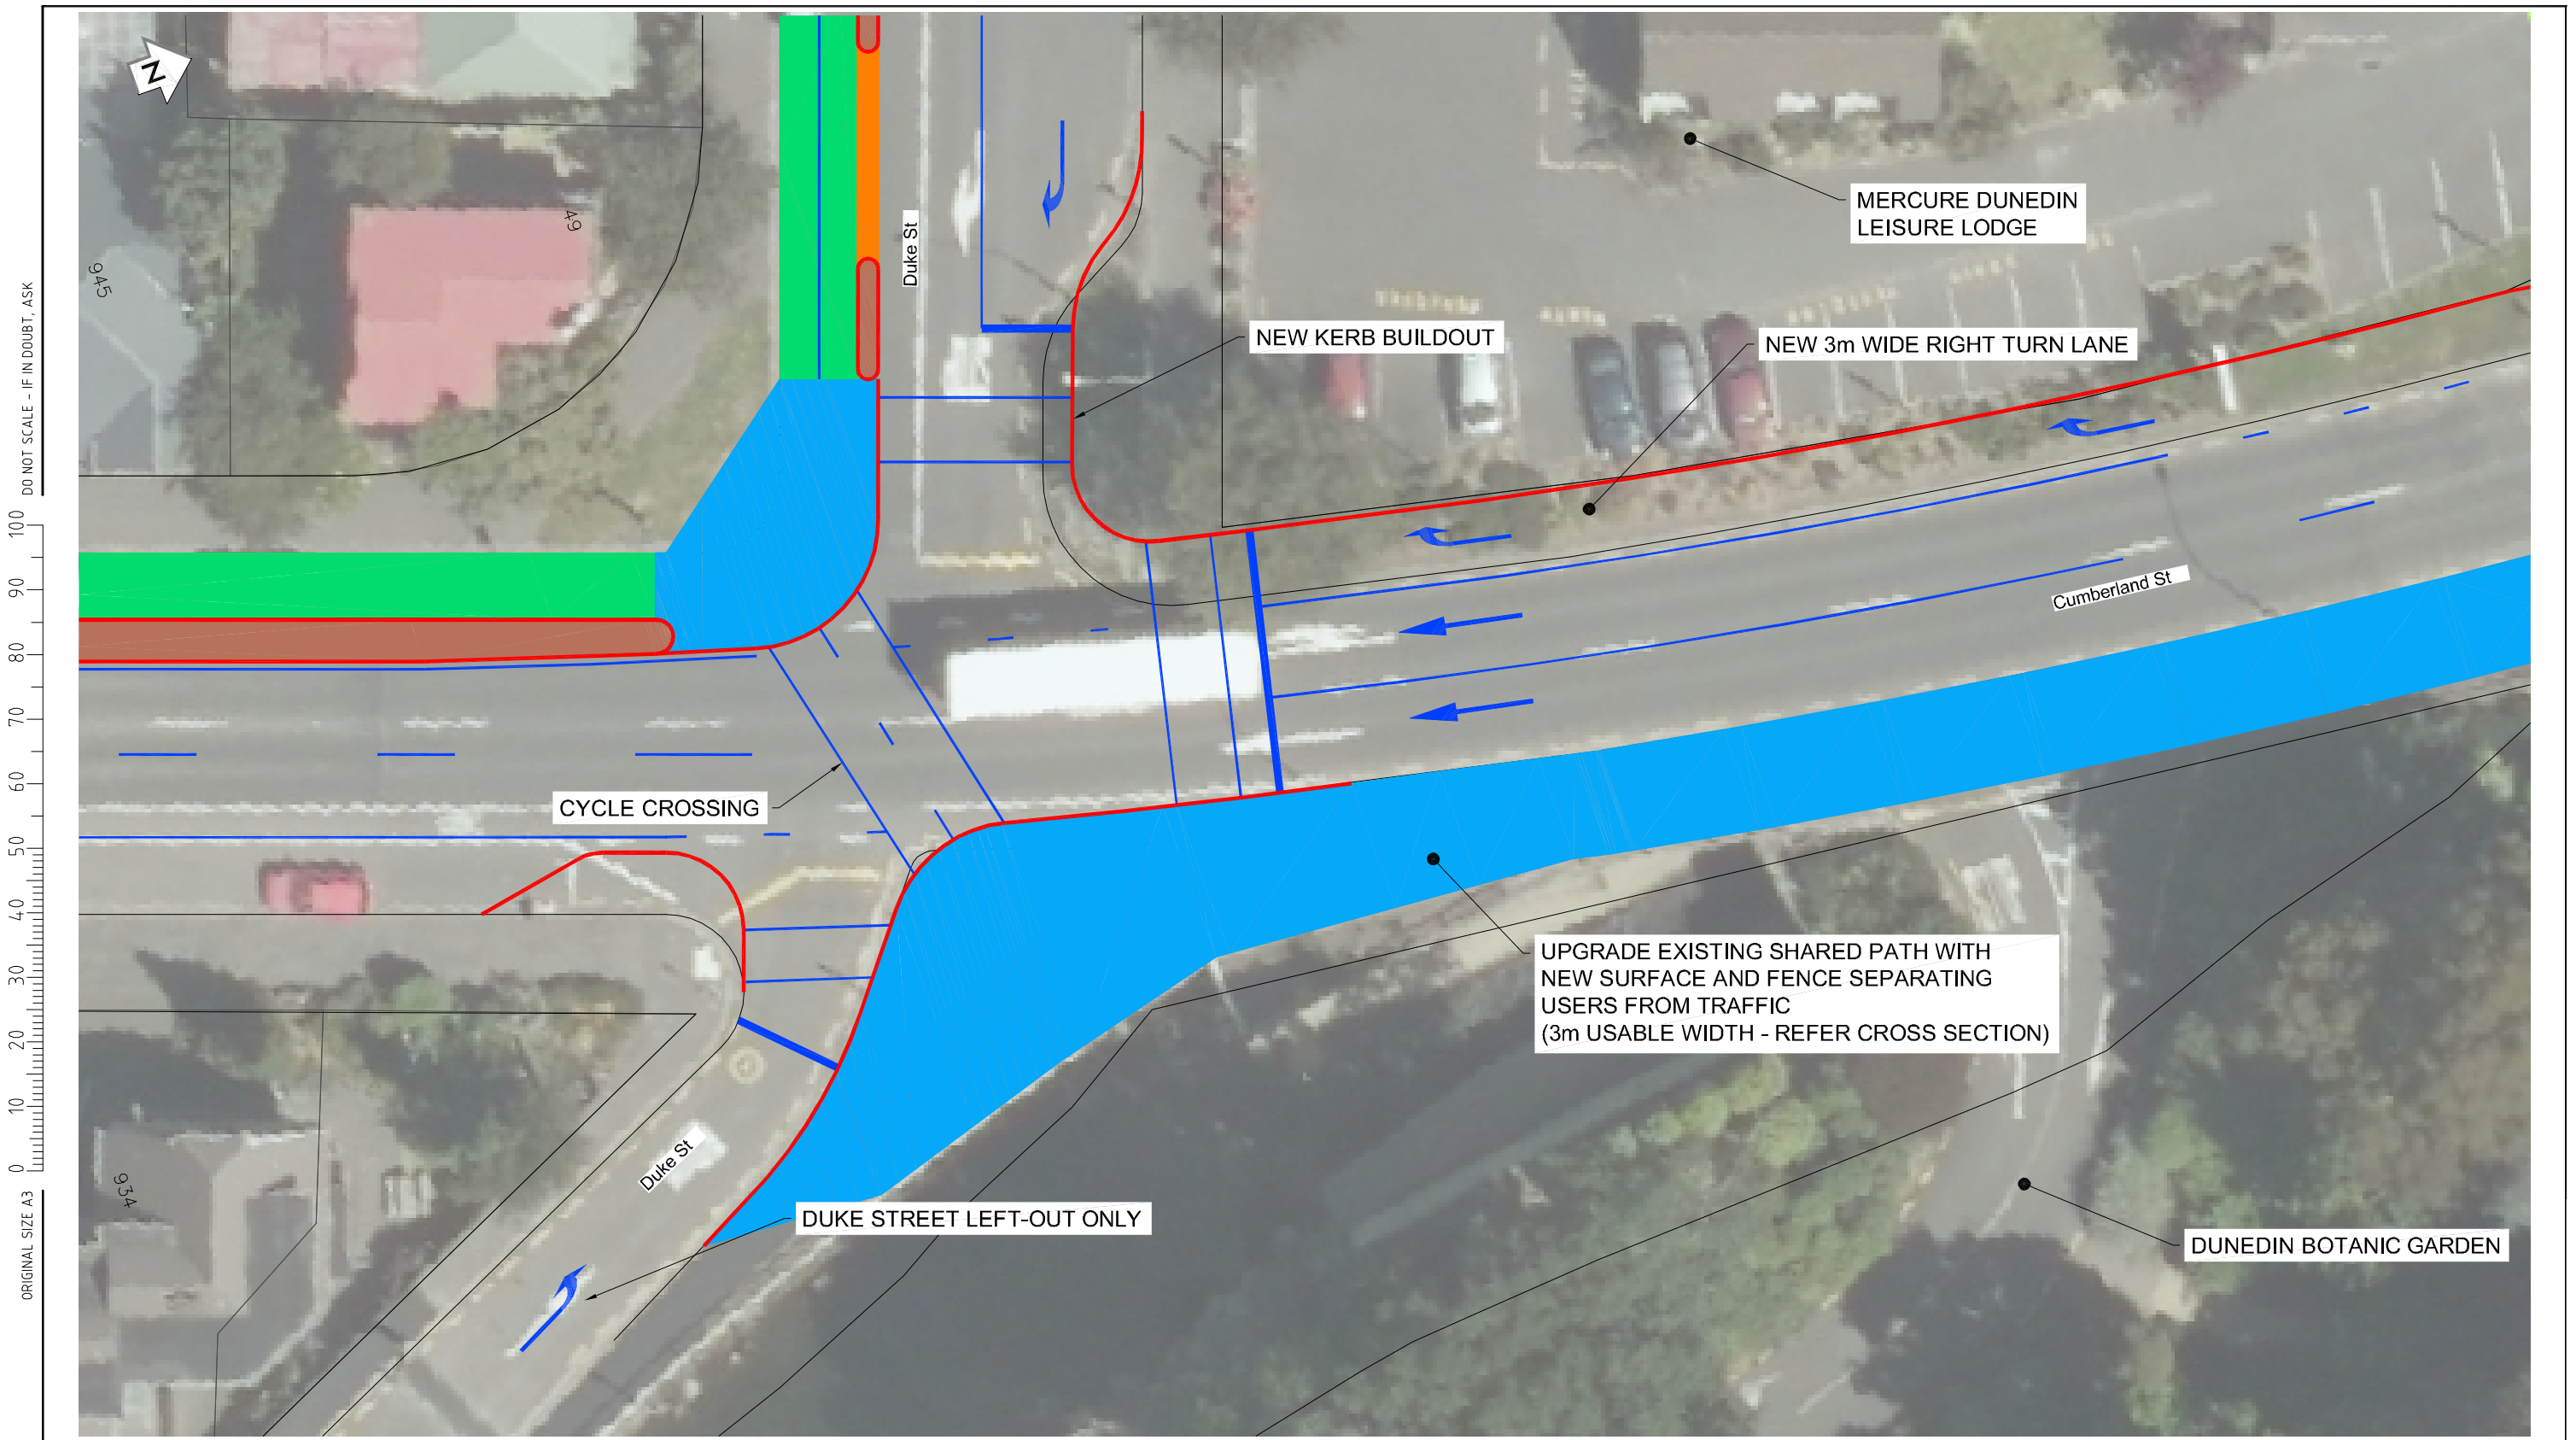 N
DO NOT SCALE - IF IN DOUBT, ASK
100
90
80
70
60
50
40
30
20
10
0
ORIGINAL SIZE A3
945
49
Duke St
MERCURE DUNEDIN
LEISURE LODGE
NEW KERB BUILDOUT
NEW 3m WIDE RIGHT TURN LANE
Cumberland St
CYCLE CROSSING
UPGRADE EXISTING SHARED PATH WITH
NEW SURFACE AND FENCE SEPARATING
USERS FROM TRAFFIC
(3m USABLE WIDTH - REFER CROSS SECTION)
934
Duke St
DUKE STREET LEFT-OUT ONLY
DUNEDIN BOTANIC GARDEN